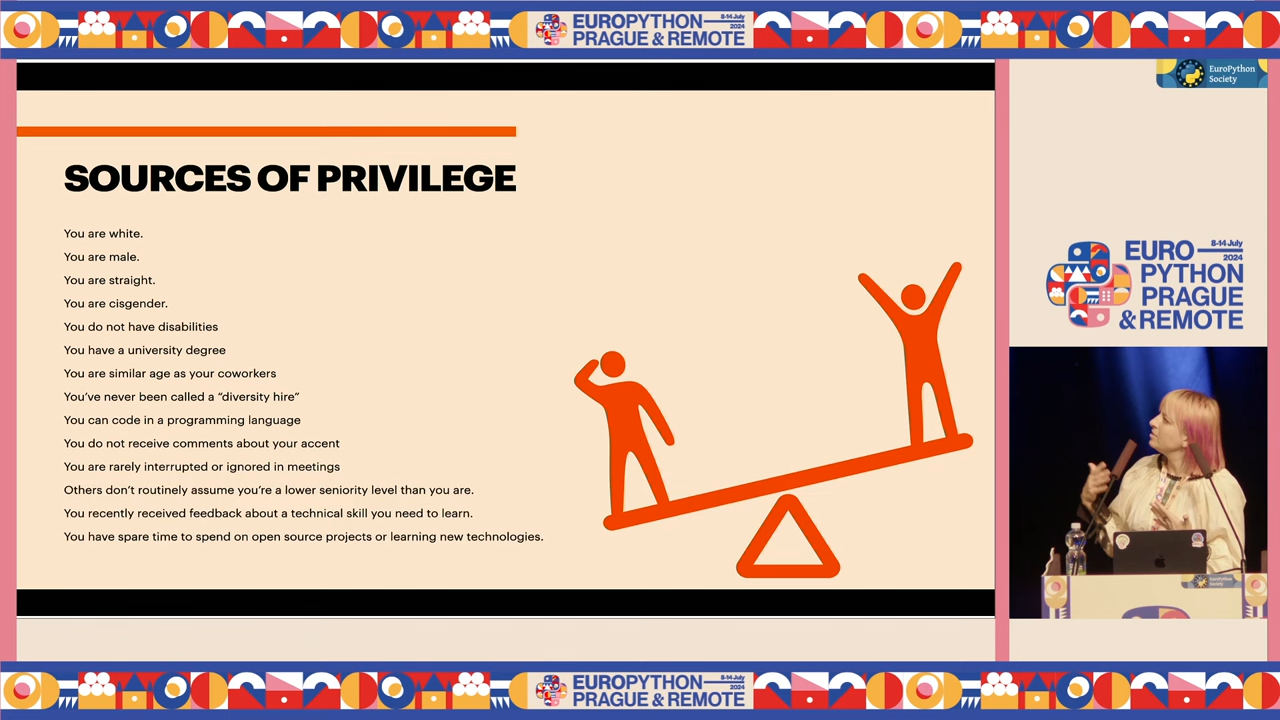 EUROPYTHON
8-14 July
2024
PRAGUE & REMOTE
EuroPython
Society
SOURCES OF PRIVILEGE
You are white.
You are male.
You are straight.
You are cisgender.
You do not have disabilities
You have a university degree
You are similar age as your coworkers
You've never been called a “diversity hire”
You can code in a programming language
You do not receive comments about your accent
You are rarely interrupted or ignored in meetings
Others don't routinely assume you're a lower seniority level than you are.
You recently received feedback about a technical skill you need to learn.
You have spare time to spend on open source projects or learning new technologies.
EURO
8-14 July
2024
PYTHON
PRAGUE
& REMOTE
EuroPython
Society
EUROPYTHON
8-14 July
2024
PRAGUE & REMOTE